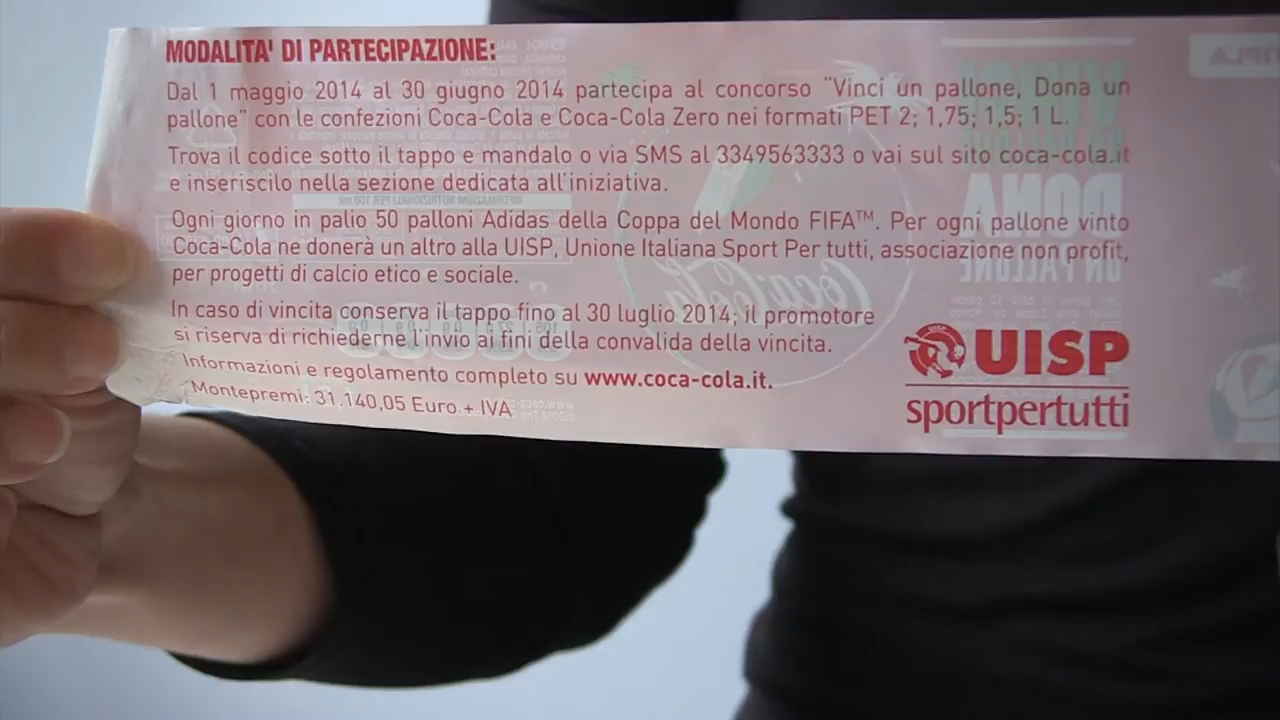 MODALITA' DI PARTECIPAZIONE:
Dal 1 maggio 2014 al 30 giugno 2014 partecipa al concorso "Vinci un pallone, Dona un
pallone" con le confezioni Coca-Cola e Coca-Cola Zero nei formati PET 2; 1,75; 1,5; 1 L.
Trova il codice sotto il tappo e mandalo o via SMS al 3349563333 o vai sul sito coca-cola.it
e inseriscilo nella sezione dedicata all'iniziativa.
Ogni giorno in palio 50 palloni Adidas della Coppa del Mondo FIFA™. Per ogni pallone vinto
Coca-Cola ne donerà un altro alla UISP, Unione Italiana Sport Per tutti, associazione non profit,
per progetti di calcio etico e sociale.
In caso di vincita conserva il tappo fino al 30 luglio 2014; il promotore
si riserva di richiederne l'invio ai fini della convalida della vincita.
Informazioni e regolamento completo su www.coca-cola.it.
Montepremi: 31.140,05 Euro + IVA
UISP
sportpertutti
DONA
UN PALLONE
Coca-Cola